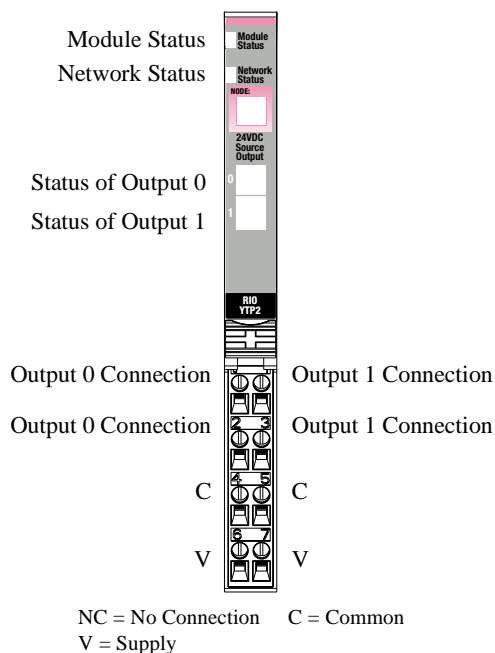 Module Status
Module
Status
Network Status
Network
Status
NODE:
24VDC
Source
Output
Status of Output 0
0
Status of Output 1
1
RIO
YTP2
Output 0 Connection
Output 1 Connection
Output 0 Connection
2 3
Output 1 Connection
C
4 5
C
V
6 7
V
NC = No Connection C = Common
V = Supply